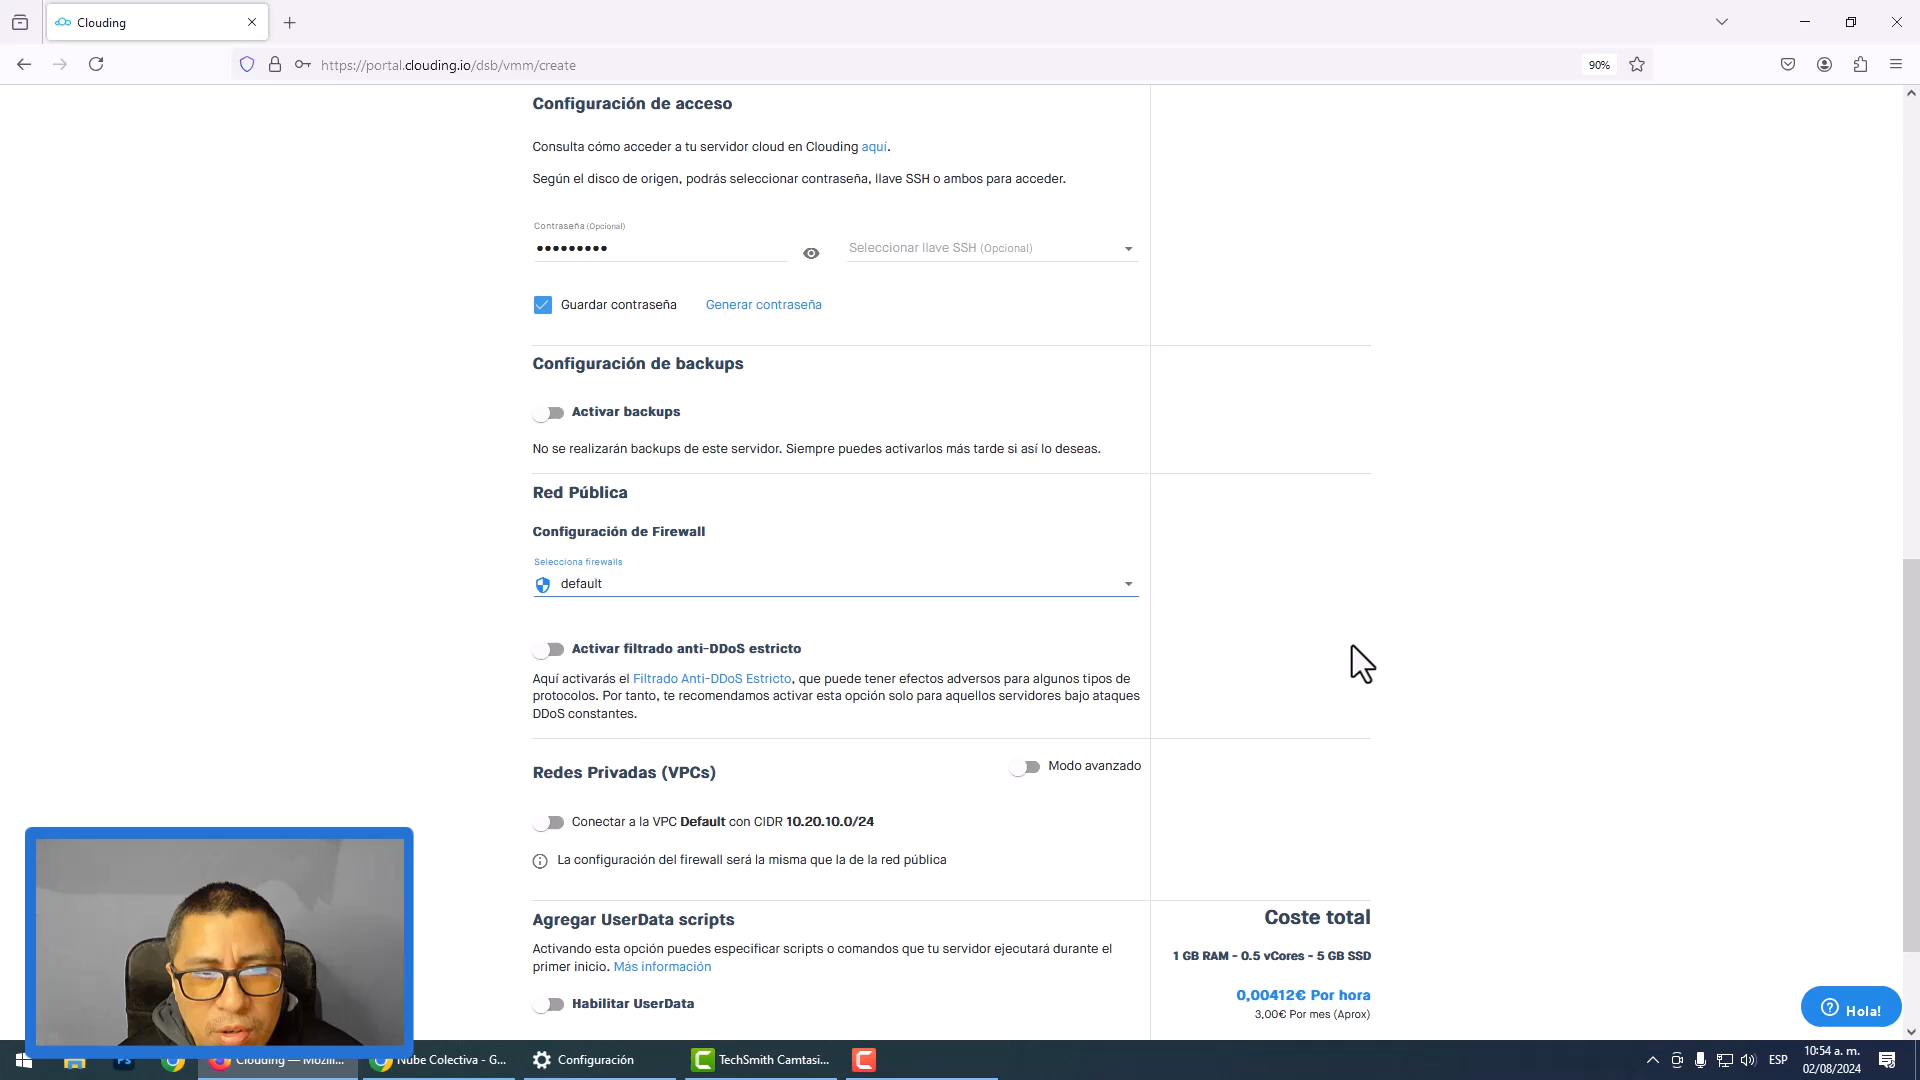 Clouding
https://portal.clouding.io/dsb/vmm/create
90%
Configuración de acceso
Consulta cómo acceder a tu servidor cloud en Clouding aquí.
Según el disco de origen, podrás seleccionar contraseña, llave SSH o ambos para acceder.
Contraseña (Opcional)
Seleccionar llave SSH (Opcional)
Guardar contraseña
Generar contraseña
Configuración de backups
Activar backups
No se realizarán backups de este servidor. Siempre puedes activarlos más tarde si así lo deseas.
Red Pública
Configuración de Firewall
Selecciona firewalls
default
Activar filtrado anti-DDoS estricto
Aquí activarás el Filtrado Anti-DDoS Estricto, que puede tener efectos adversos para algunos tipos de
protocolos. Por tanto, te recomendamos activar esta opción solo para aquellos servidores bajo ataques
DDoS constantes.
Redes Privadas (VPCs)
Modo avanzado
Conectar a la VPC Default con CIDR 10.20.10.0/24
La configuración del firewall será la misma que la de la red pública
Agregar UserData scripts
Activando esta opción puedes especificar scripts o comandos que tu servidor ejecutará durante el
primer inicio. Más información
Habilitar UserData
Coste total
1 GB RAM - 0.5 vCores - 5 GB SSD
0,00412€ Por hora
3,00€ Por mes (Aprox)
Hola!
Clouding — Mozill...
Nube Colectiva - G...
Configuración
TechSmith Camtasi...
ESP
10:54 a. m.
02/08/2024